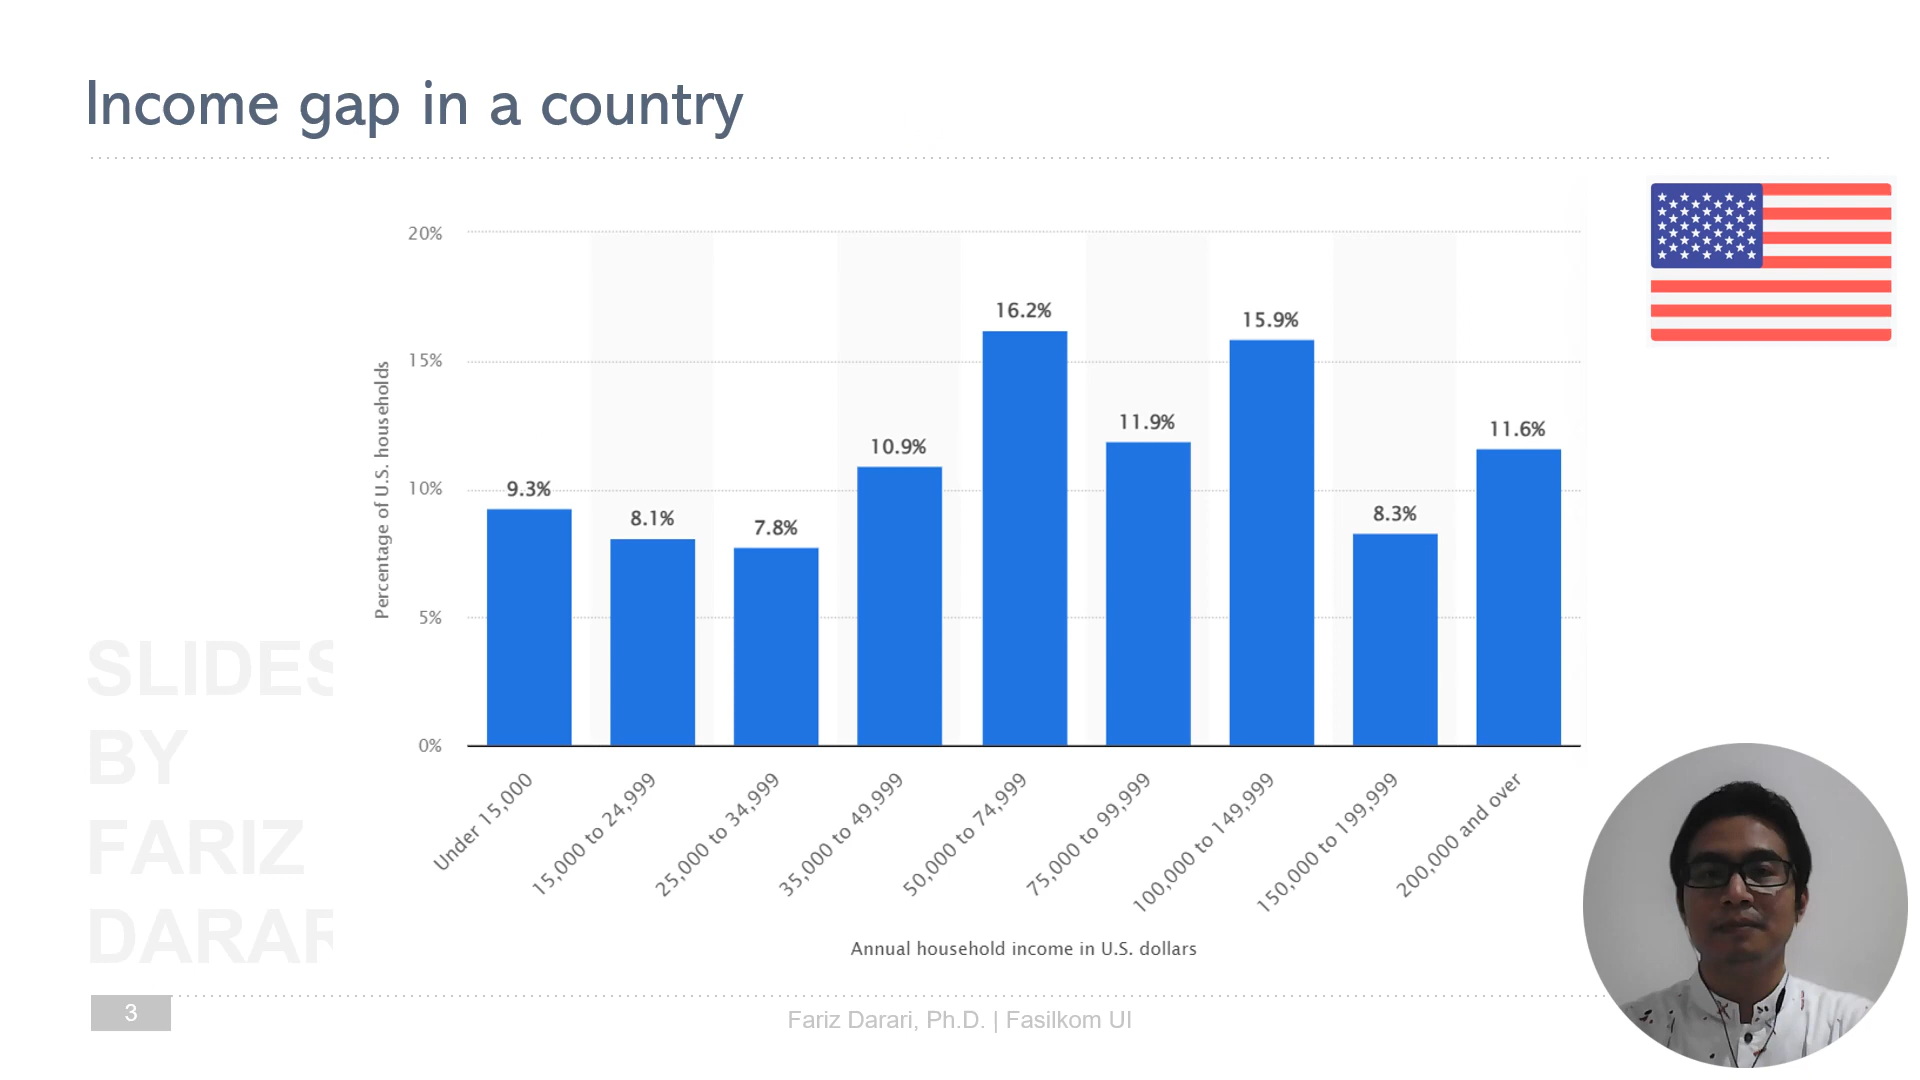 Income gap in a country
20%
15%
10%
5%
0%
Percentage of U.S. households
9.3%
8.1%
7.8%
10.9%
16.2%
11.9%
15.9%
8.3%
11.6%
Under 15,000
15,000 to 24,999
25,000 to 34,999
35,000 to 49,999
50,000 to 74,999
75,000 to 99,999
100,000 to 149,999
150,000 to 199,999
200,000 and over
Annual household income in U.S. dollars
SLIDES
BY
FARIZ
DARAR
3
Fariz Darari, Ph.D. | Fasilkom UI